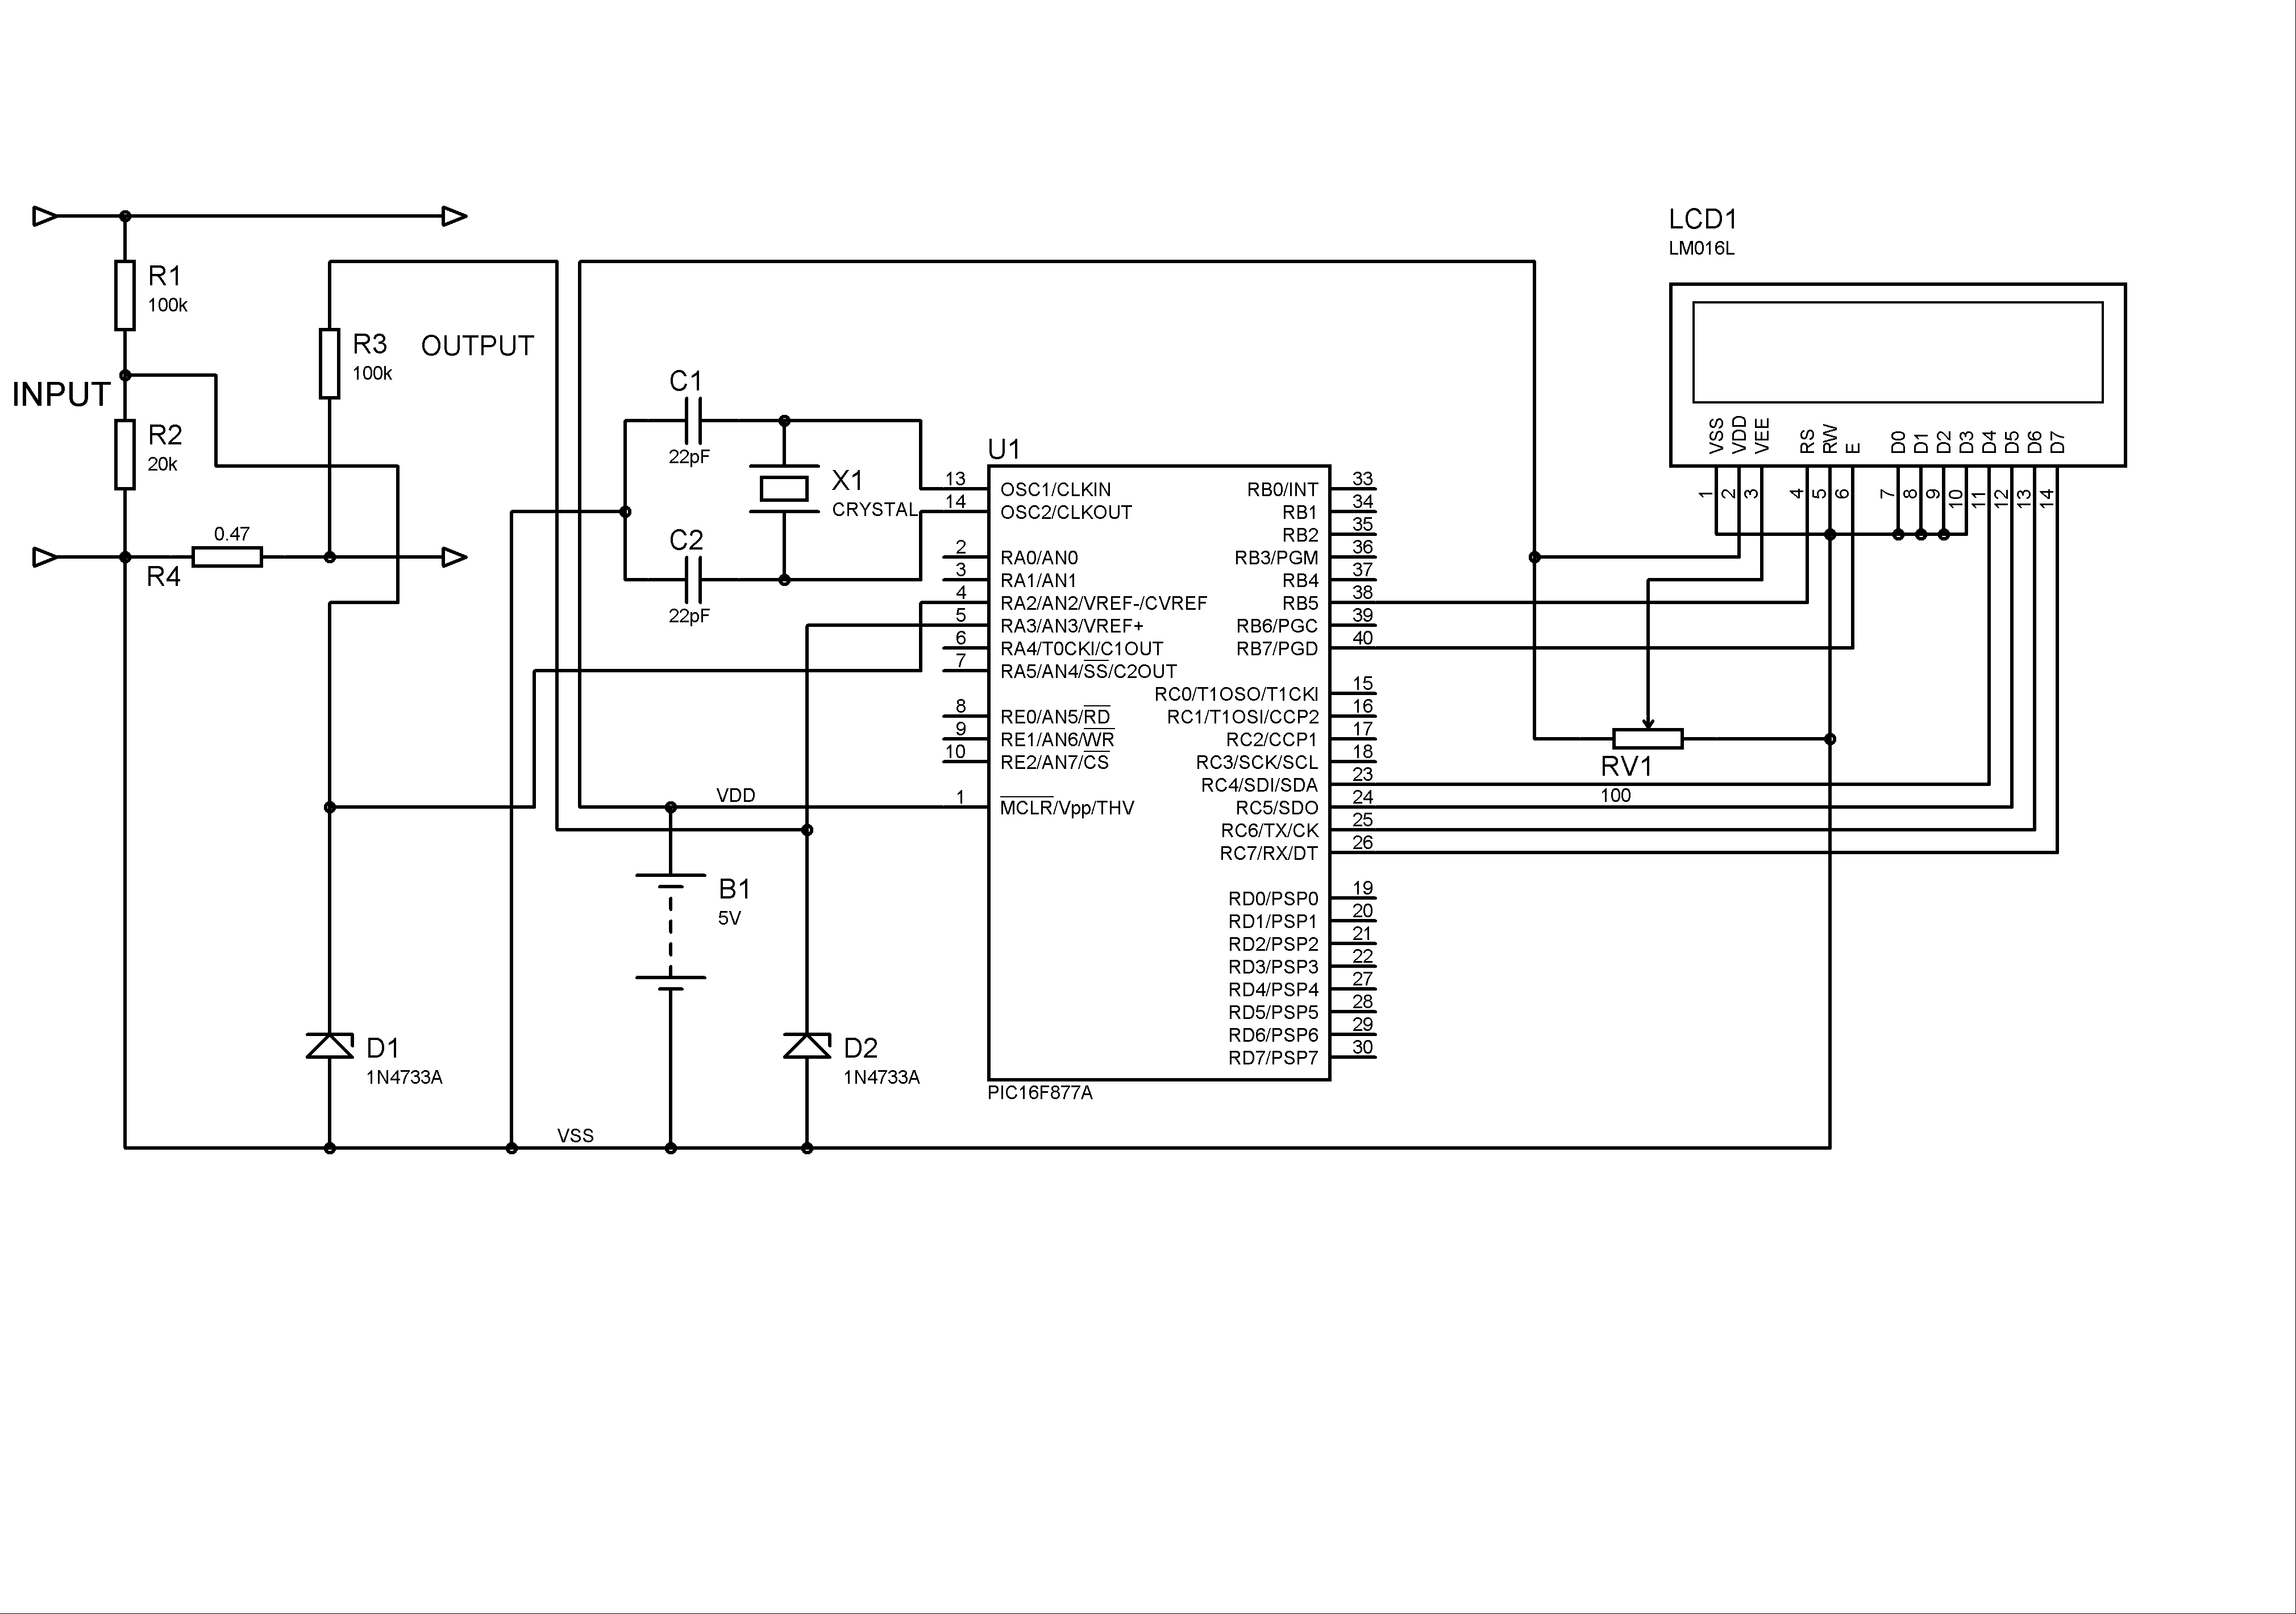 INPUT
OUTPUT
R1
100k
R2
20k
R3
100k
0.47
R4
C1
22pF
C2
22pF
X1
CRYSTAL
VDD
B1
5V
D1
1N4733A
D2
1N4733A
VSS
U1
13 OSC1/CLKIN
14 OSC2/CLKOUT
2 RA0/AN0
3 RA1/AN1
4 RA2/AN2/VREF-/CVREF
5 RA3/AN3/VREF+
6 RA4/T0CKI/C1OUT
7 RA5/AN4/SS/C2OUT
8 RE0/AN5/RD
9 RE1/AN6/WR
10 RE2/AN7/CS
1 MCLR/Vpp/THV
RB0/INT 33
RB1 34
RB2 35
RB3/PGM 36
RB4 37
RB5 38
RB6/PGC 39
RB7/PGD 40
RC0/T1OSO/T1CKI 15
RC1/T1OSI/CCP2 16
RC2/CCP1 17
RC3/SCK/SCL 18
RC4/SDI/SDA 23
RC5/SDO 24
RC6/TX/CK 25
RC7/RX/DT 26
RD0/PSP0 19
RD1/PSP1 20
RD2/PSP2 21
RD3/PSP3 22
RD4/PSP4 27
RD5/PSP5 28
RD6/PSP6 29
RD7/PSP7 30
PIC16F877A
LCD1
LM016L
VSS VDD VEE RS RW E D0 D1 D2 D3 D4 D5 D6 D7
1 2 3 4 5 6 7 8 9 10 11 12 13 14
RV1
100